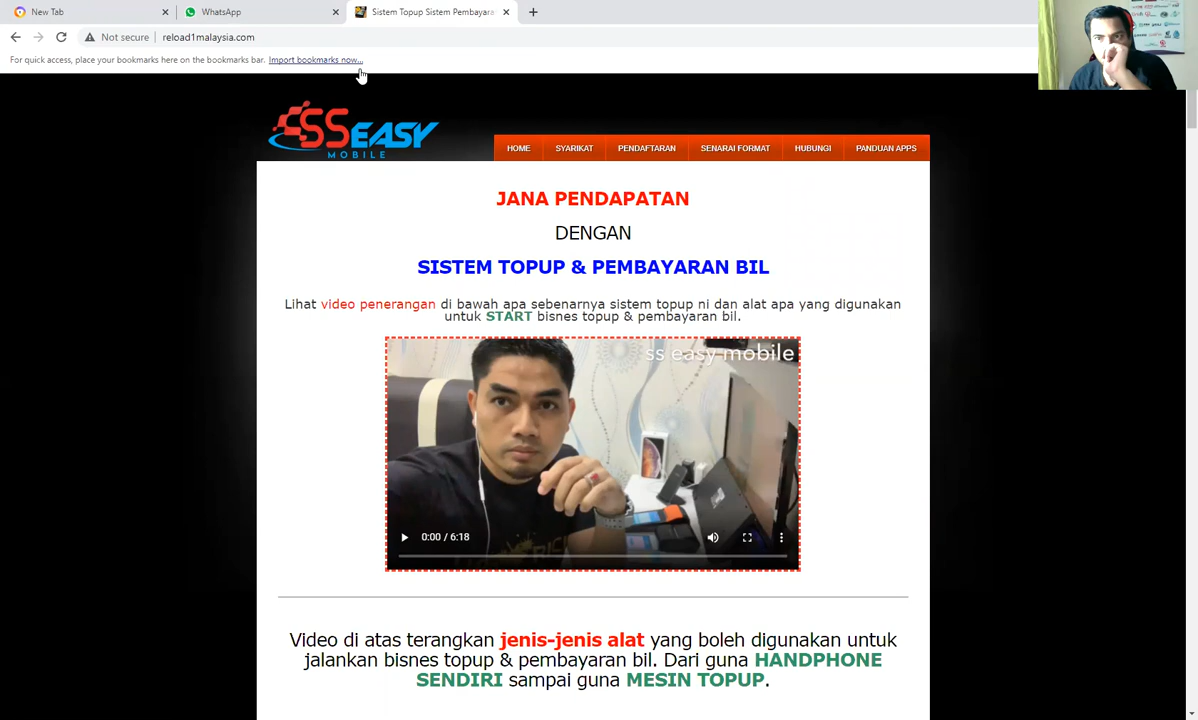 New Tab
WhatsApp
Sistem Topup Sistem Pembayaran
Not secure
reload1malaysia.com
For quick access, place your bookmarks here on the bookmarks bar. Import bookmarks now...
SSEASY
MOBILE
HOME
SYARIKAT
PENDAFTARAN
SENARAI FORMAT
HUBUNGI
PANDUAN APPS
JANA PENDAPATAN
DENGAN
SISTEM TOPUP & PEMBAYARAN BIL
Lihat video penerangan di bawah apa sebenarnya sistem topup ni dan alat apa yang digunakan
untuk START bisnes topup & pembayaran bil.
ss easy mobile
0:00 / 6:18
Video di atas terangkan jenis-jenis alat yang boleh digunakan untuk
jalankan bisnes topup & pembayaran bil. Dari guna HANDPHONE
SENDIRI sampai guna MESIN TOPUP.